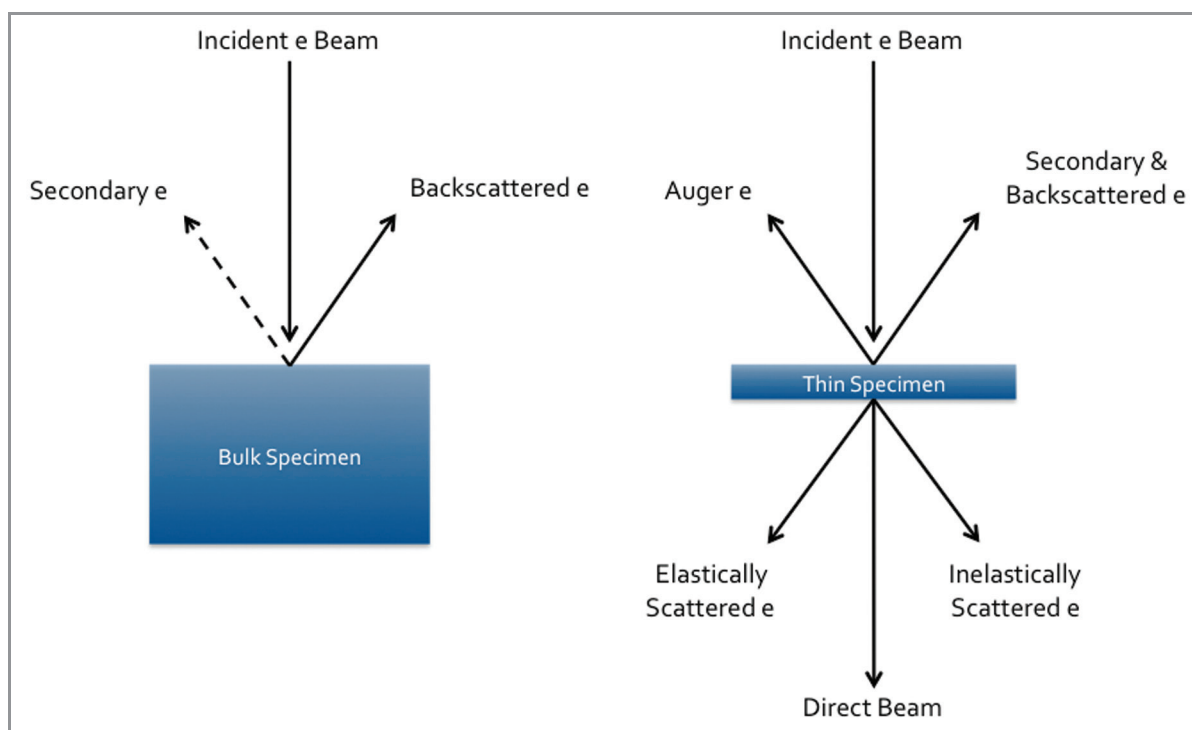 Incident e Beam
Secondary e
Backscattered e
Bulk Specimen
Incident e Beam
Auger e
Secondary &
Backscattered e
Thin Specimen
Elastically
Scattered e
Inelastically
Scattered e
Direct Beam